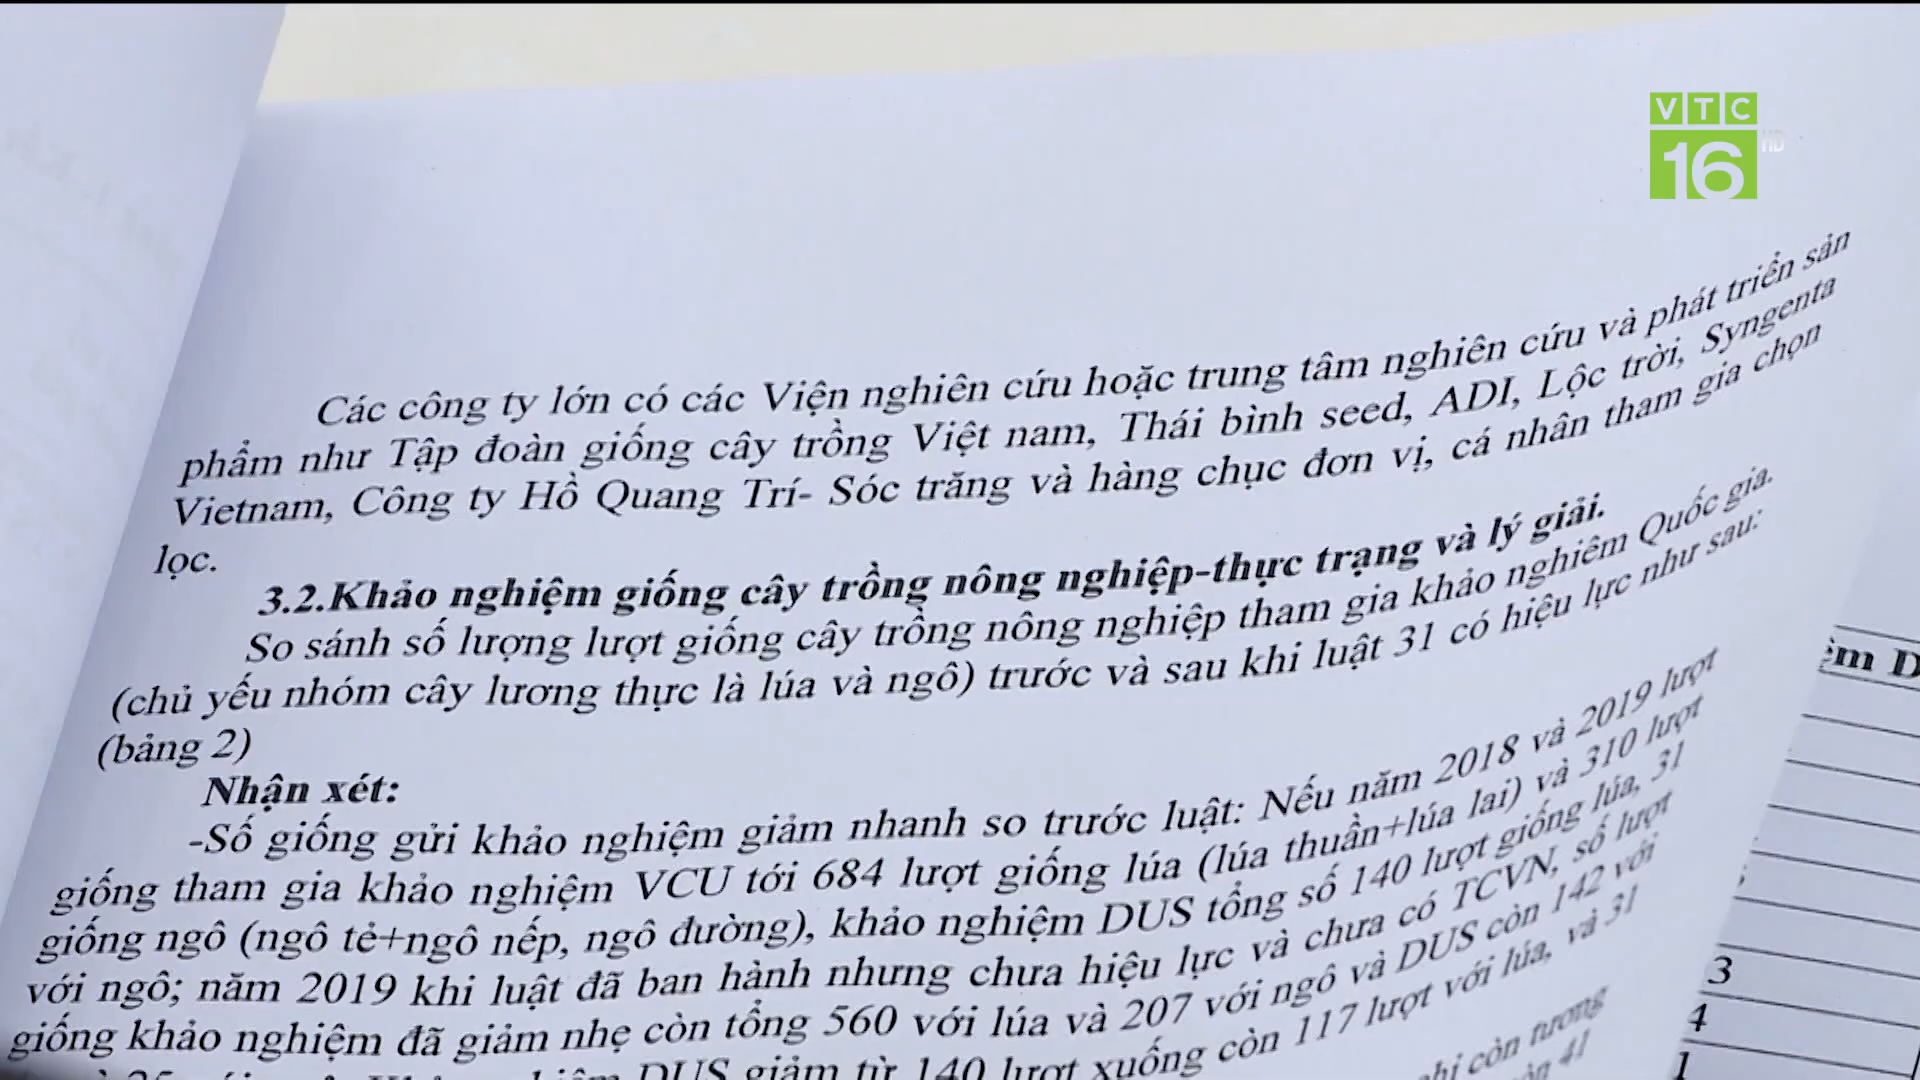 VTC
16 HD
Các công ty lớn có các Viện nghiên cứu hoặc trung tâm nghiên cứu và phát triển sản
phẩm như Tập đoàn giống cây trồng Việt nam, Thái bình seed, ADI, Lộc trời, Syngenta
Vietnam, Công ty Hồ Quang Trí- Sóc trăng và hàng chục đơn vị, cá nhân tham gia chọn
lọc.
3.2.Khảo nghiệm giống cây trồng nông nghiệp-thực trạng và lý giải.
So sánh số lượng lượt giống cây trồng nông nghiệp tham gia khảo nghiêm Quốc gia.
(chủ yếu nhóm cây lương thực là lúa và ngô) trước và sau khi luật 31 có hiệu lực như sau:
(bảng 2)
Nhận xét:
-Số giống gửi khảo nghiệm giảm nhanh so trước luật: Nếu năm 2018 và 2019 lượt
giống tham gia khảo nghiệm VCU tới 684 lượt giống lúa (lúa thuần+lúa lai) và 310 lượt
giống ngô (ngô tẻ+ngô nếp, ngô đường), khảo nghiệm DUS tổng số 140 lượt giống lúa, 31
với ngô; năm 2019 khi luật đã ban hành nhưng chưa hiệu lực và chưa có TCVN, số lượt
giống khảo nghiệm đã giảm nhẹ còn tổng 560 với lúa và 207 với ngô và DUS còn 142 với
DUS giảm từ 140 lượt xuống còn 117 lượt với lúa, và 31
còn tương
41
D
3
4
1